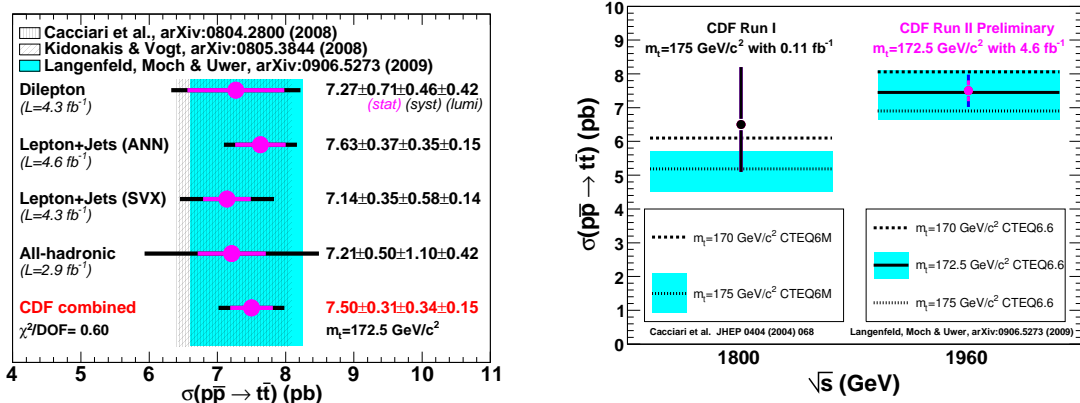 Cacciari et al., arXiv:0804.2800 (2008)
Kidonakis & Vogt, arXiv:0805.3844 (2008)
Langenfeld, Moch & Uwer, arXiv:0906.5273 (2009)
Dilepton 7.27±0.71±0.46±0.42
(L=4.3 fb⁻¹) (stat) (syst) (lumi)
Lepton+Jets (ANN) 7.63±0.37±0.35±0.15
(L=4.6 fb⁻¹)
Lepton+Jets (SVX) 7.14±0.35±0.58±0.14
(L=4.3 fb⁻¹)
All-hadronic 7.21±0.50±1.10±0.42
(L=2.9 fb⁻¹)
CDF combined 7.50±0.31±0.34±0.15
χ²/DOF= 0.60 mₜ=172.5 GeV/c²
4 5 6 7 8 9 10 11
σ(pp̅ → tt̅) (pb)
σ(pp̅ → tt̅) (pb)
10
9
8
7
6
5
4
3
2
1
0
CDF Run I
mₜ=175 GeV/c² with 0.11 fb⁻¹
CDF Run II Preliminary
mₜ=172.5 GeV/c² with 4.6 fb⁻¹
mₜ=170 GeV/c² CTEQ6M
mₜ=175 GeV/c² CTEQ6M
Cacciari et al. JHEP 0404 (2004) 068
mₜ=170 GeV/c² CTEQ6.6
mₜ=172.5 GeV/c² CTEQ6.6
mₜ=175 GeV/c² CTEQ6.6
Langenfeld, Moch & Uwer, arXiv:0906.5273 (2009)
1800 1960
√s (GeV)